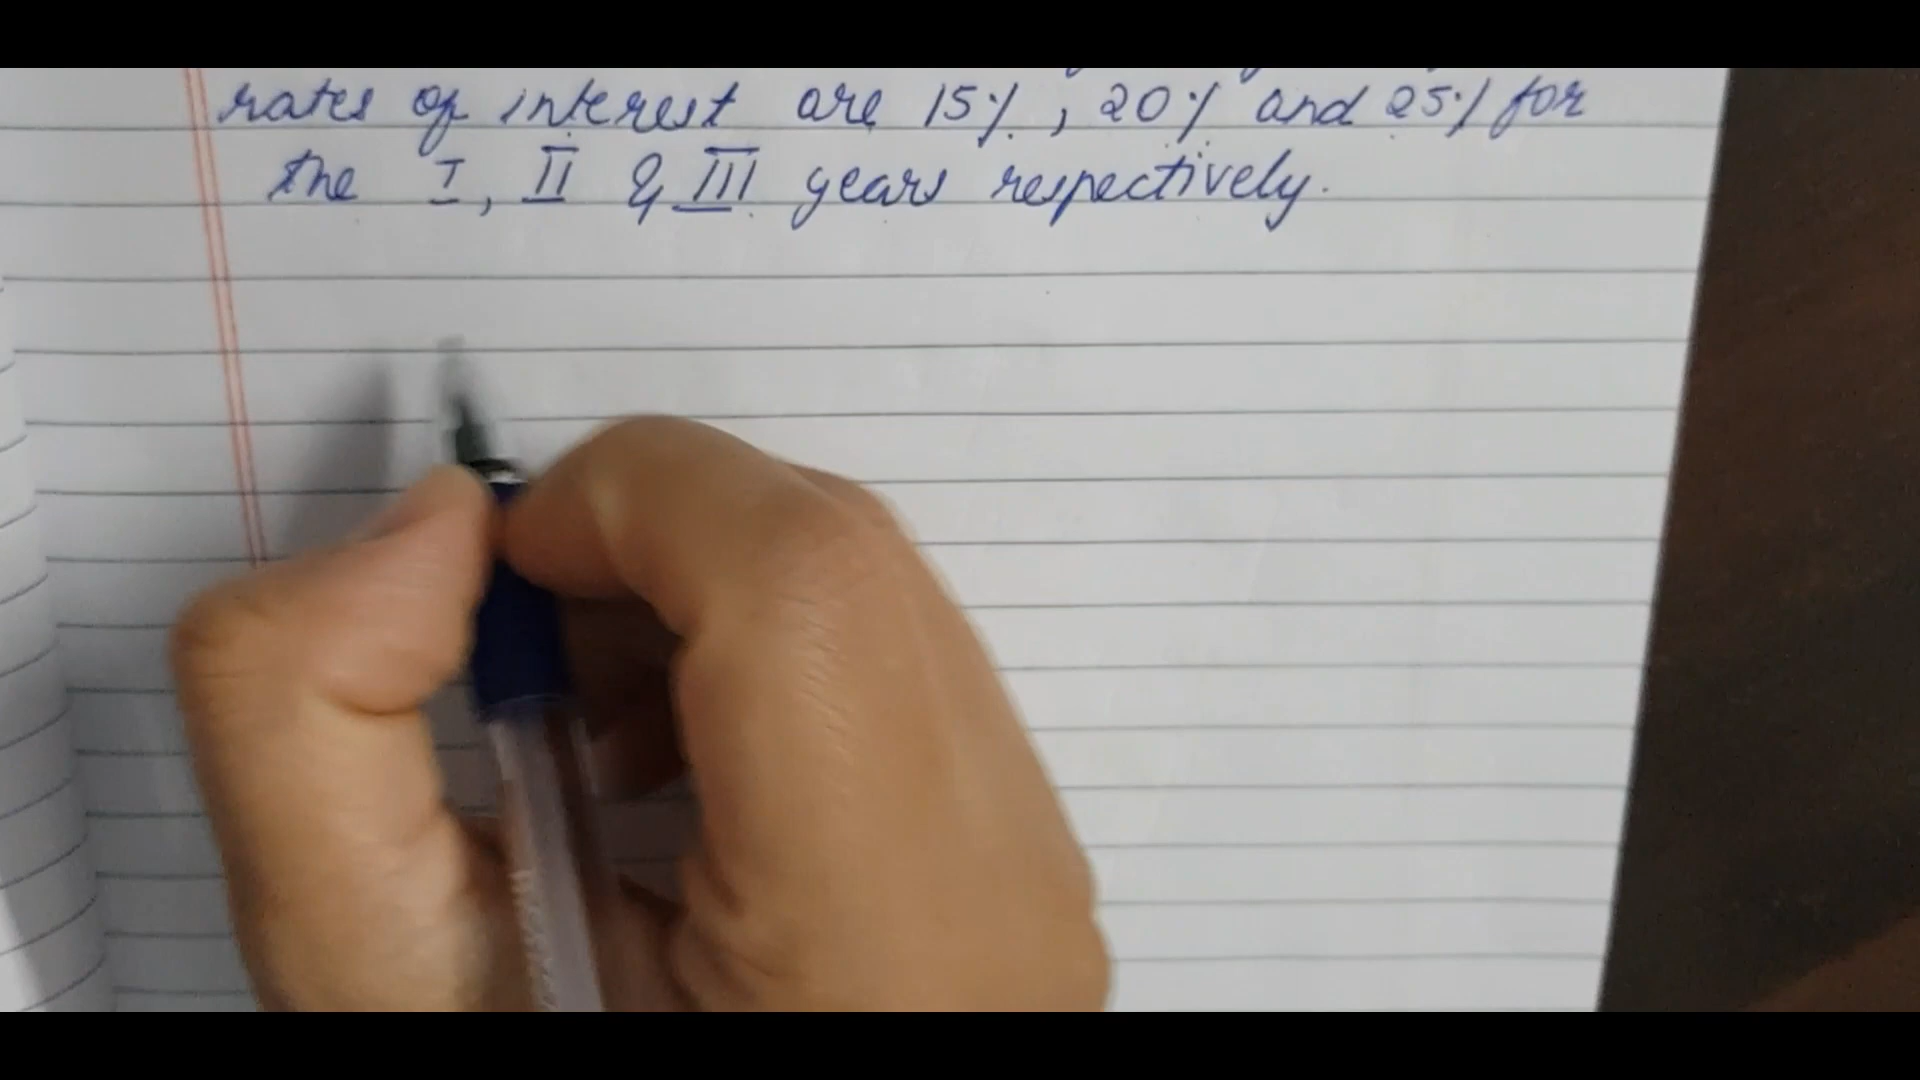 rates of interest are 15%, 20% and 25% for
the I, II & III years respectively.